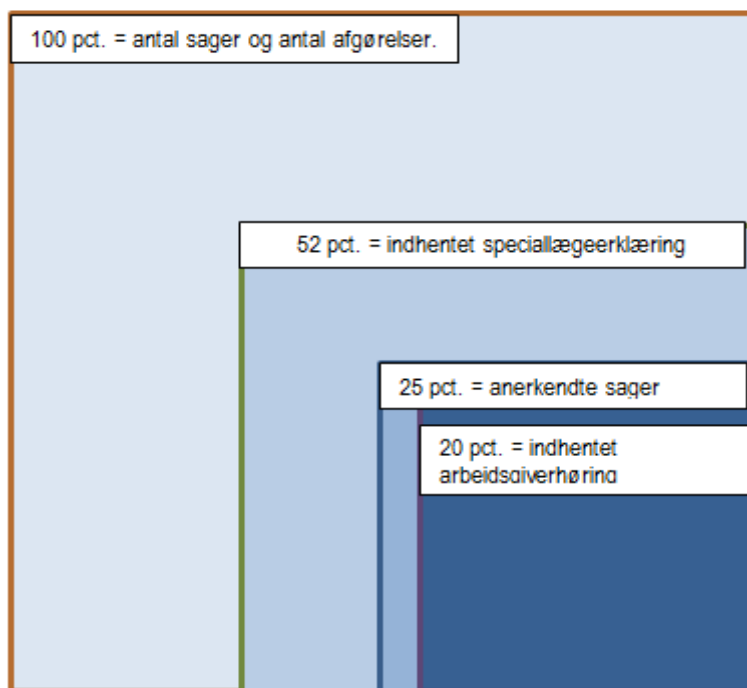 100 pct. = antal sager og antal afgørelser.
52 pct. = indhentet speciallægeerklæring
25 pct. = anerkendte sager
20 pct. = indhentet
arbejdsgiverhøring